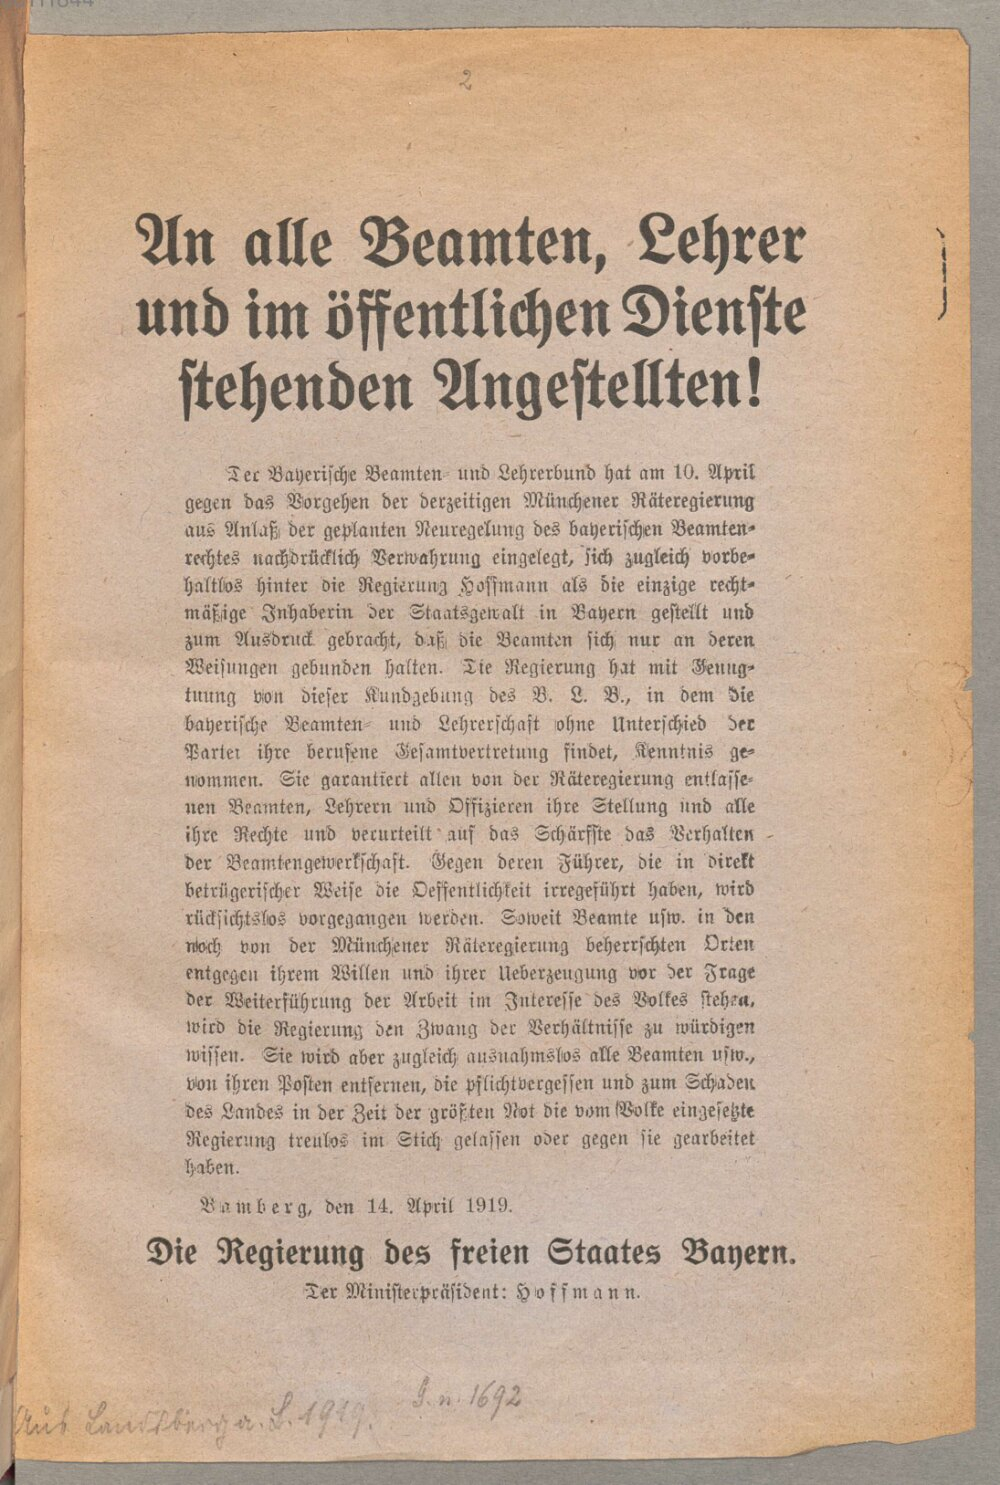 2
An alle Beamten, Lehrer
und im öffentlichen Dienste
stehenden Angestellten!
Der Bayerische Beamten- und Lehrerbund hat am 10. April
gegen das Vorgehen der derzeitigen Münchener Räteregierung
aus Anlaß der geplanten Neuregelung des bayerischen Beamten-
rechtes nachdrücklich Verwahrung eingelegt, sich zugleich vorbe-
haltlos hinter die Regierung Hoffmann als die einzige recht-
mäßige Inhaberin der Staatsgewalt in Bayern gestellt und
zum Ausdruck gebracht, daß die Beamten sich nur an deren
Weisungen gebunden halten. Die Regierung hat mit Genug-
tuung von dieser Kundgebung des B. L. B., in dem die
bayerische Beamten- und Lehrerschaft ohne Unterschied der
Partei ihre berufene Gesamtvertretung findet, Kenntnis ge-
nommen. Sie garantiert allen von der Räteregierung entlasse-
nen Beamten, Lehrern und Offizieren ihre Stellung und alle
ihre Rechte und verurteilt auf das Schärfste das Verhalten
der Beamtengewerkschaft. Gegen deren Führer, die in direkt
betrügerischer Weise die Oeffentlichkeit irregeführt haben, wird
rücksichtslos vorgegangen werden. Soweit Beamte usw. in den
noch von der Münchener Räteregierung beherrschten Orten
entgegen ihrem Willen und ihrer Ueberzeugung vor der Frage
der Weiterführung der Arbeit im Interesse des Volkes stehen,
wird die Regierung den Zwang der Verhältnisse zu würdigen
wissen. Sie wird aber zugleich ausnahmslos alle Beamten usw.,
von ihren Posten entfernen, die pflichtvergessen und zum Schaden
des Landes in der Zeit der größten Not die vom Volke eingesetzte
Regierung treulos im Stich gelassen oder gegen sie gearbeitet
haben.
Bamberg, den 14. April 1919.
Die Regierung des freien Staates Bayern.
Der Ministerpräsident: Hoffmann.
J. n. 1692
Aus Landsberg a. L. 1919.